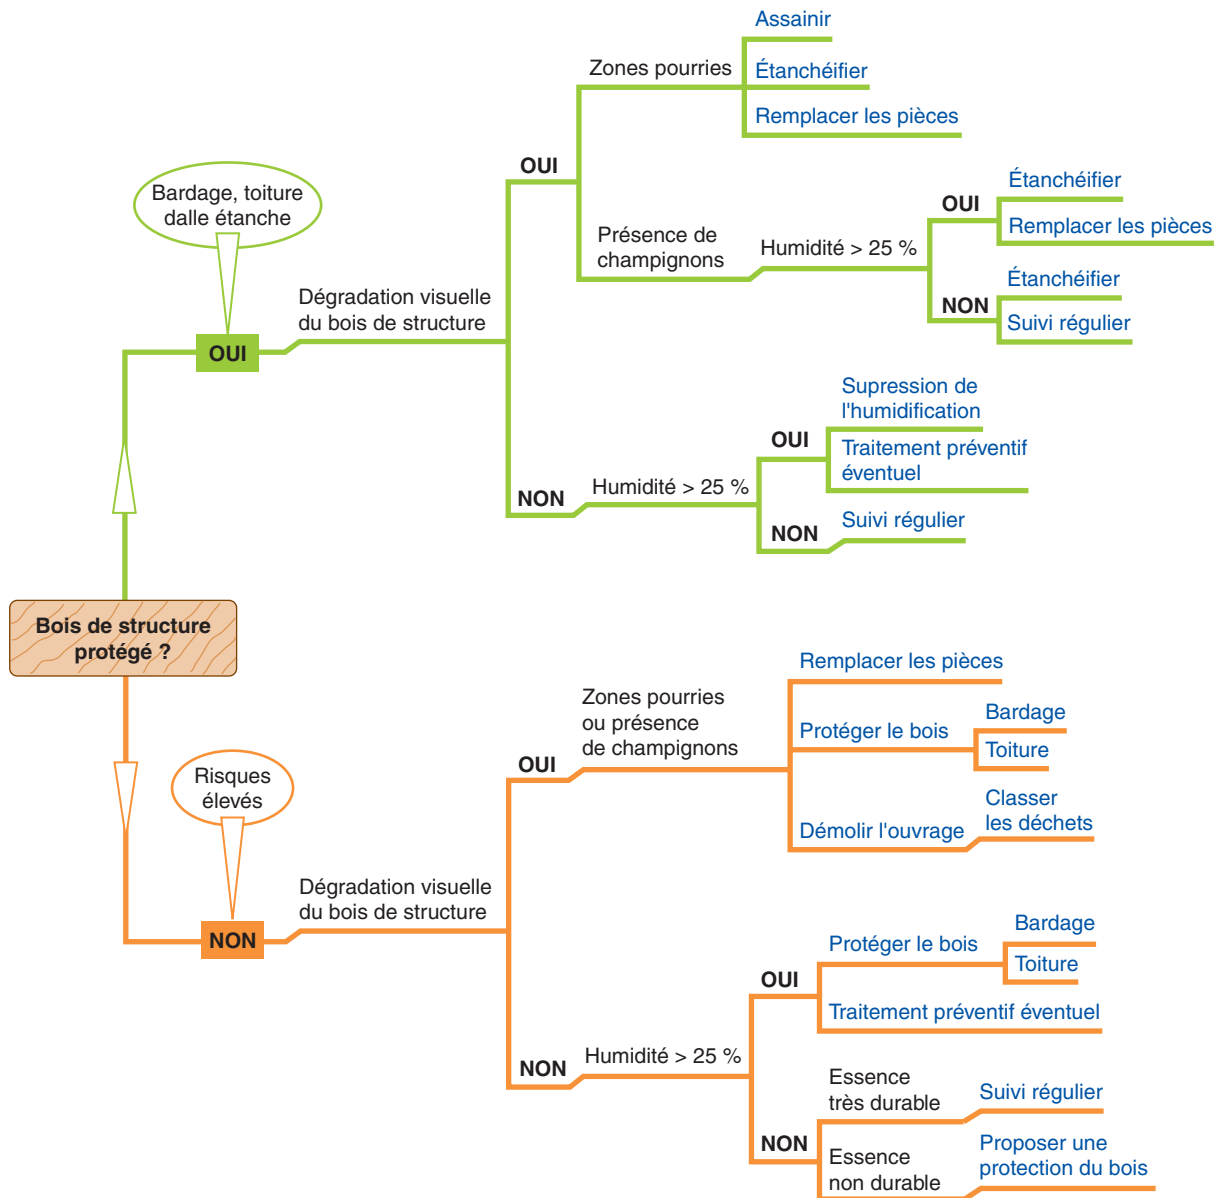 Assainir
Zones pourries
Étanchéifier
Remplacer les pièces
OUI
Bardage, toiture
dalle étanche
Étanchéifier
OUI
Remplacer les pièces
Présence de
champignons
Humidité > 25 %
Étanchéifier
NON
Suivi régulier
Dégradation visuelle
du bois de structure
OUI
Supression de
l'humidification
OUI
Traitement préventif
éventuel
NON
Humidité > 25 %
Suivi régulier
NON
Bois de structure
protégé ?
Remplacer les pièces
Zones pourries
ou présence
de champignons
Bardage
Protéger le bois
Toiture
OUI
Risques
élevés
Classer
les déchets
Démolir l'ouvrage
Dégradation visuelle
du bois de structure
NON
Bardage
Protéger le bois
Toiture
OUI
Traitement préventif éventuel
Humidité > 25 %
NON
Essence
très durable
Suivi régulier
NON
Essence
non durable
Proposer une
protection du bois